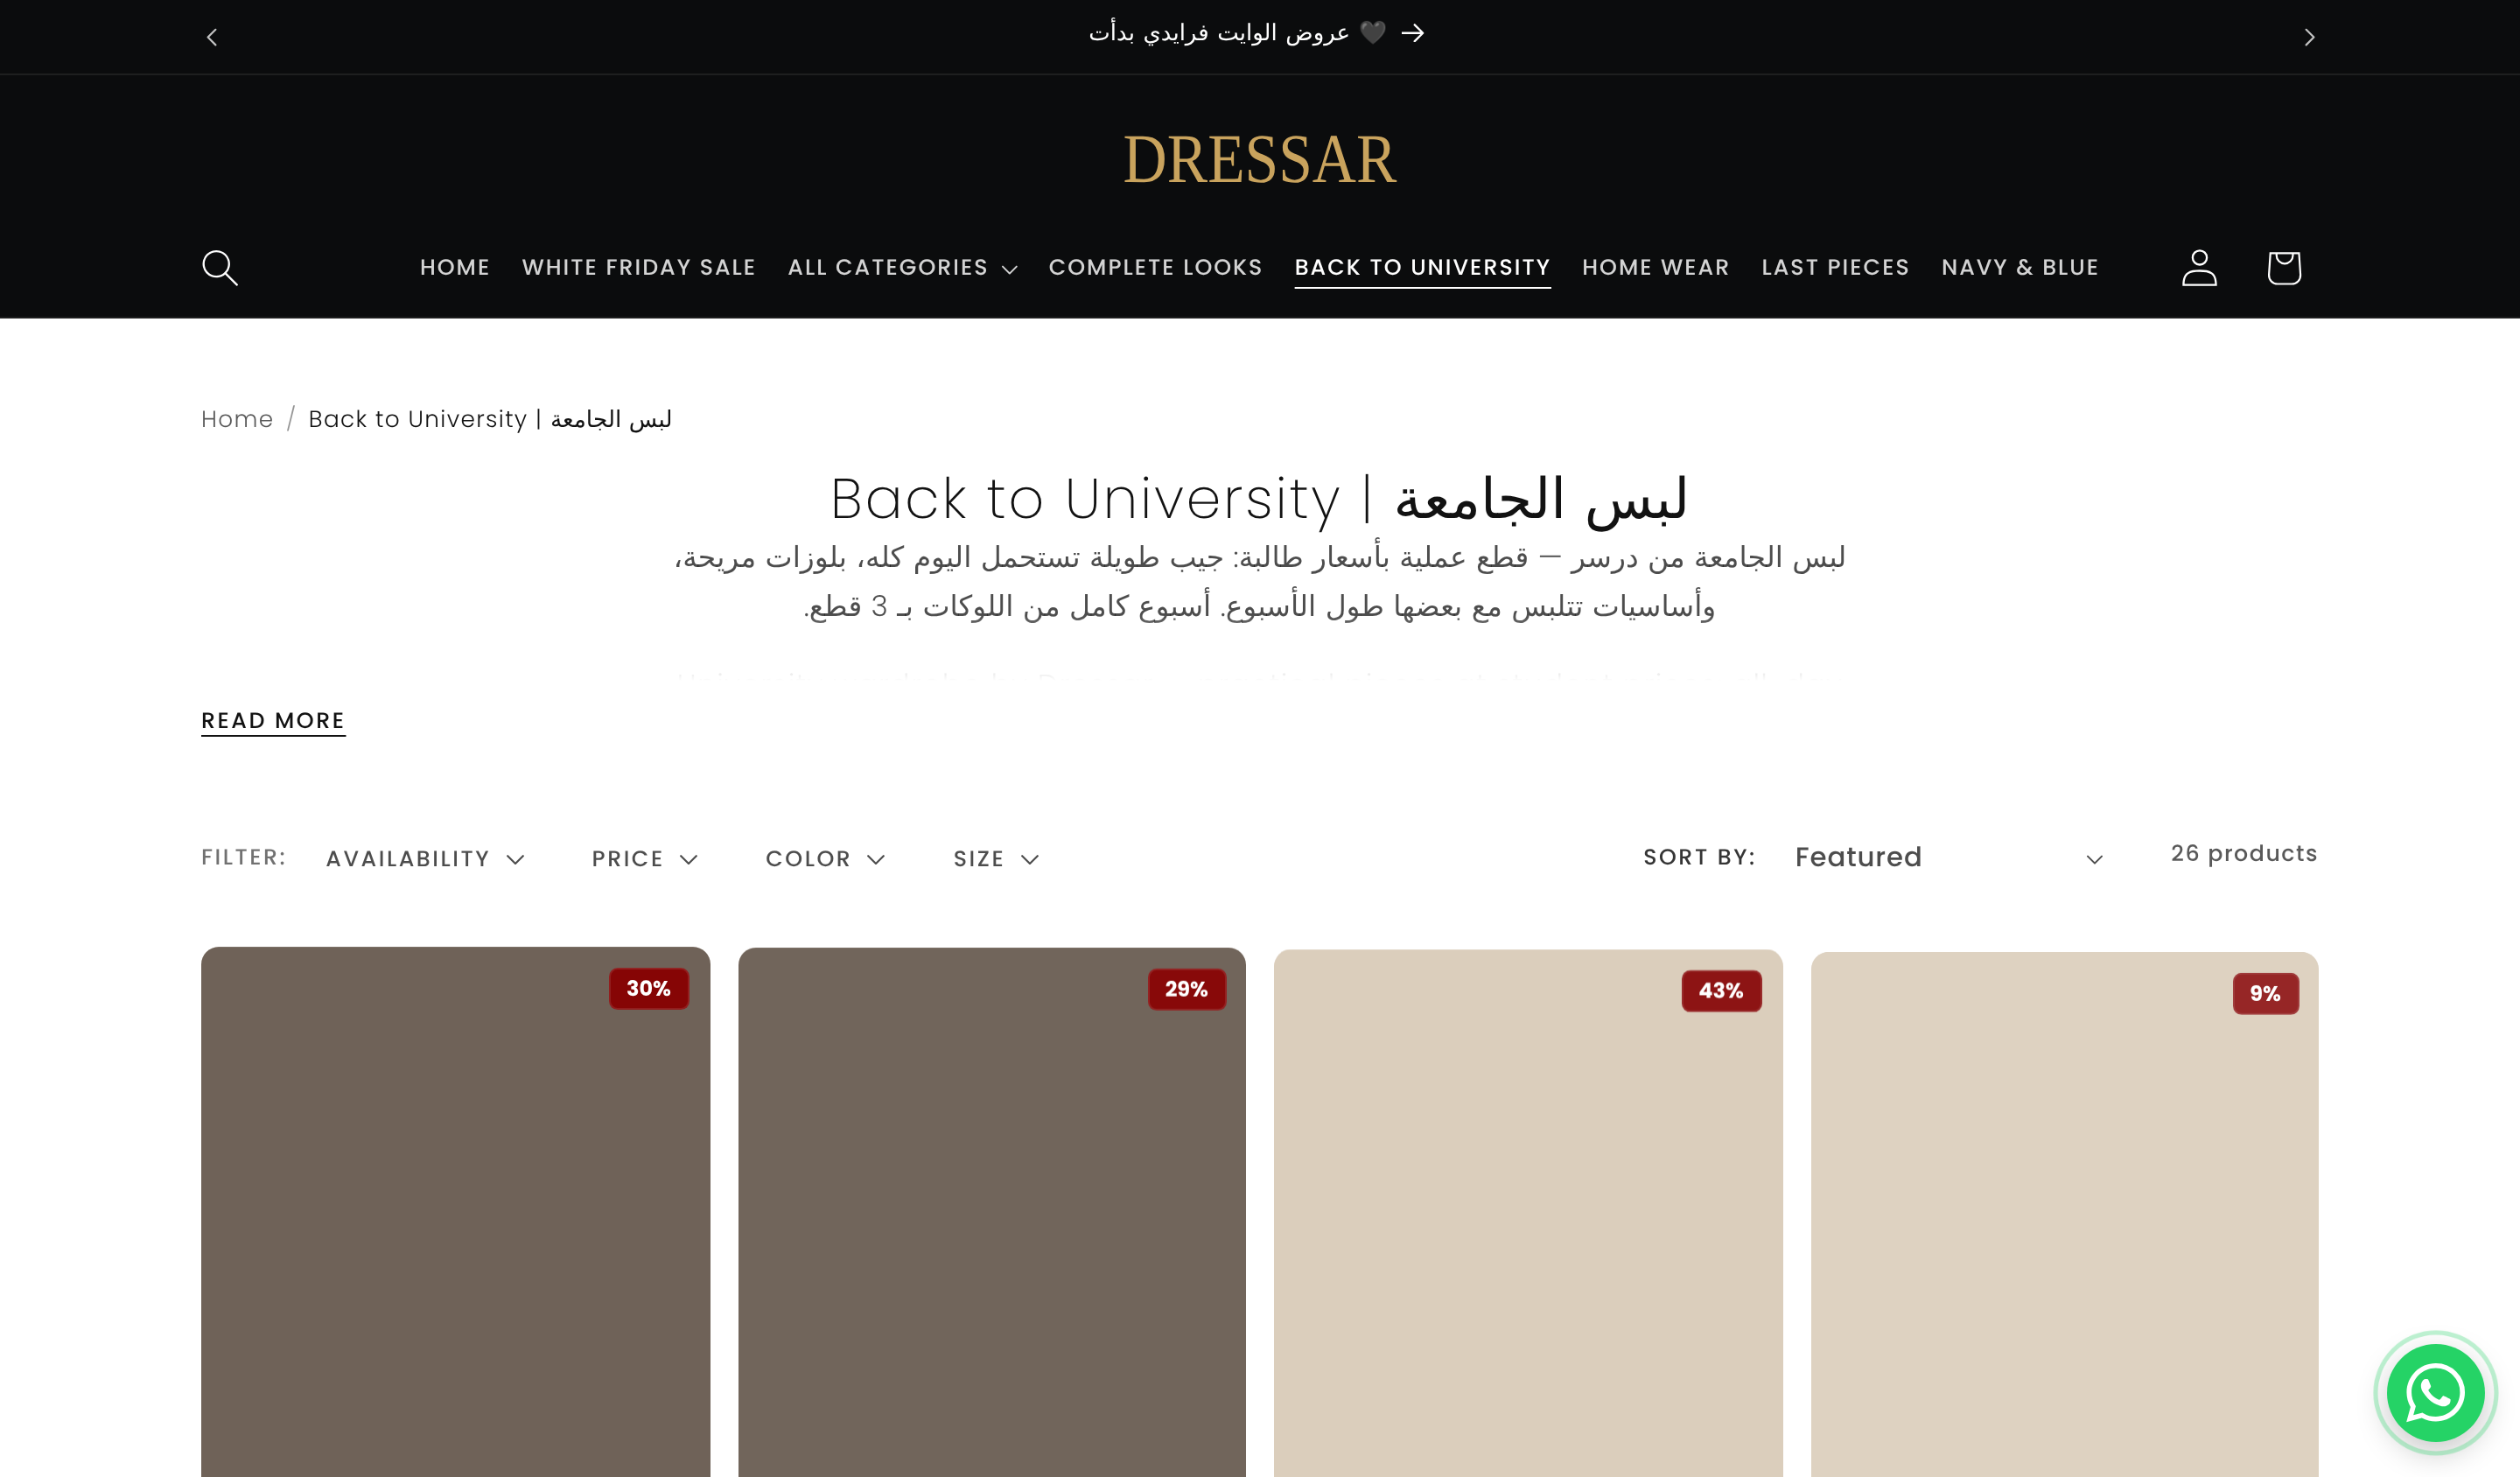 عروض الوايت فرايدي بدأت 🖤 →
DRESSAR
HOME WHITE FRIDAY SALE ALL CATEGORIES COMPLETE LOOKS BACK TO UNIVERSITY HOME WEAR LAST PIECES NAVY & BLUE
Home / Back to University | لبس الجامعة
Back to University | لبس الجامعة
لبس الجامعة من درسر — قطع عملية بأسعار طالبة: جيب طويلة تستحمل اليوم كله، بلوزات مريحة،
وأساسيات تتلبس مع بعضها طول الأسبوع. أسبوع كامل من اللوكات بـ 3 قطع.
READ MORE
FILTER: AVAILABILITY PRICE COLOR SIZE SORT BY: Featured 26 products
30% 29% 43% 9%